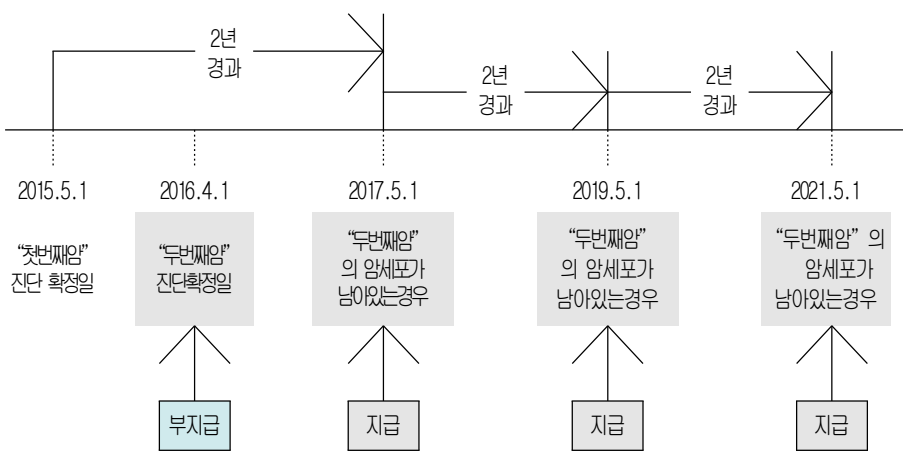 2년
경과
2년
경과
2년
경과
2015.5.1
2016.4.1
2017.5.1
2019.5.1
2021.5.1
“첫번째암”
진단 확정일
“두번째암”
진단확정일
“두번째암”
의 암세포가
남아있는경우
“두번째암”
의 암세포가
남아있는경우
“두번째암” 의
암세포가
남아있는경우
부지급
지급
지급
지급